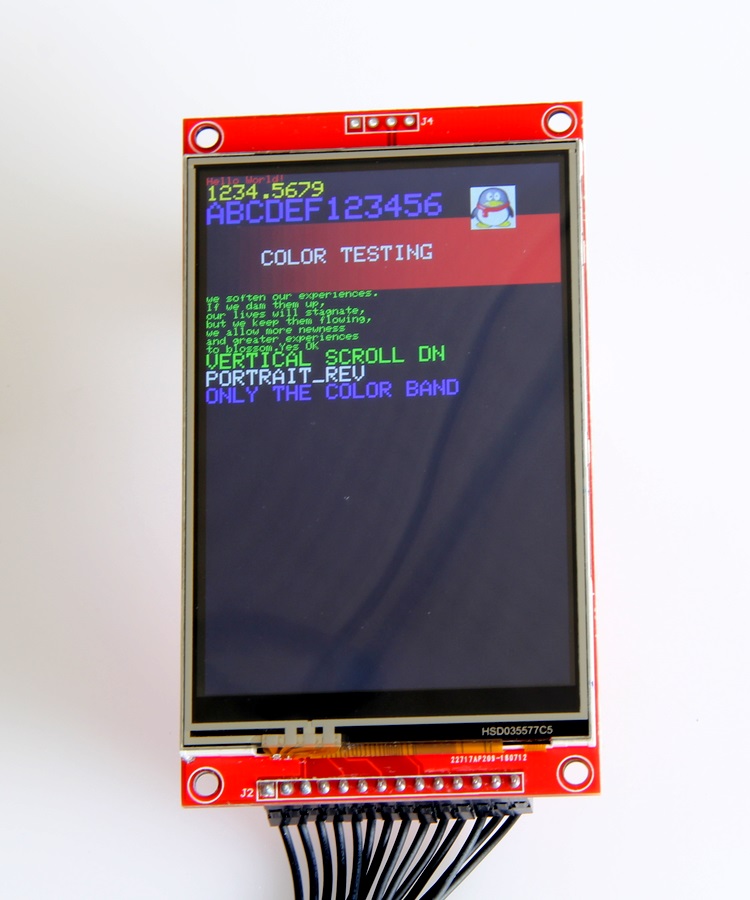 J4
Hello World!
1234.5679
ABCDEF123456
COLOR TESTING
we soften our experiences.
If we dam them up,
our lives will stagnate,
but we keep them flowing,
we allow more newness
and greater experiences
to blossom.Yes OK
VERTICAL SCROLL DN
PORTRAIT_REV
ONLY THE COLOR BAND
HSD035577C5
22717AP209-180712
J2